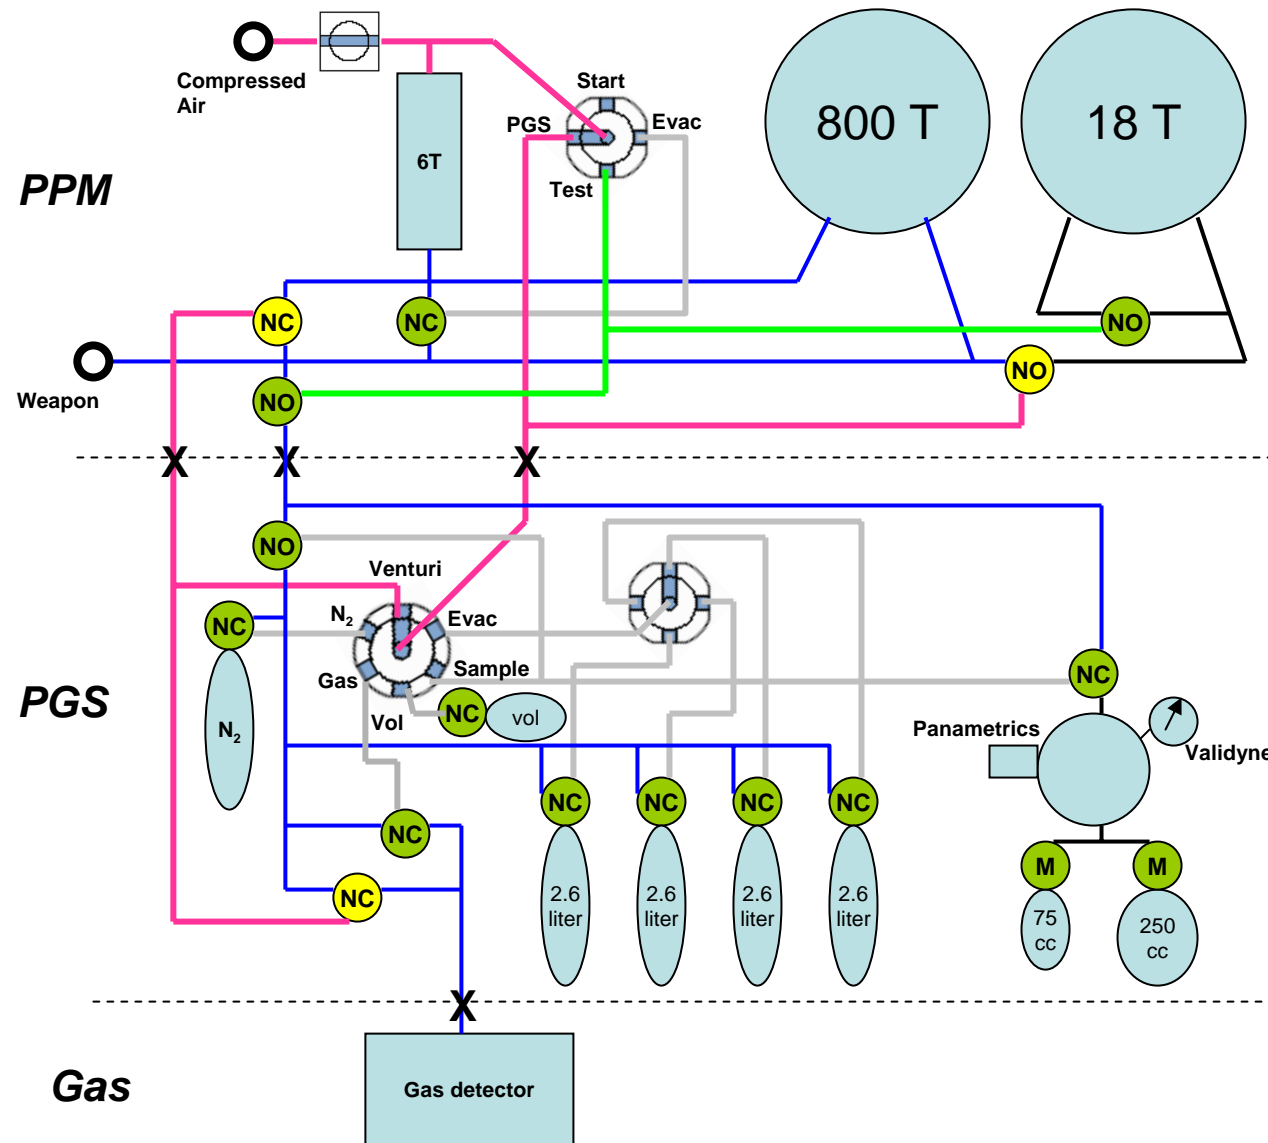 Compressed
Air
Start
PGS
Evac
Test
800 T
18 T
6T
PPM
NC
NC
NO
NO
Weapon
NO
X
X
X
NO
Venturi
N2
Evac
NC
Gas
Sample
Vol
NC
vol
NC
PGS
N2
Panametrics
Validyne
NC
NC
NC
NC
NC
NC
M
M
2.6
liter
2.6
liter
2.6
liter
2.6
liter
75
cc
250
cc
X
Gas
Gas detector